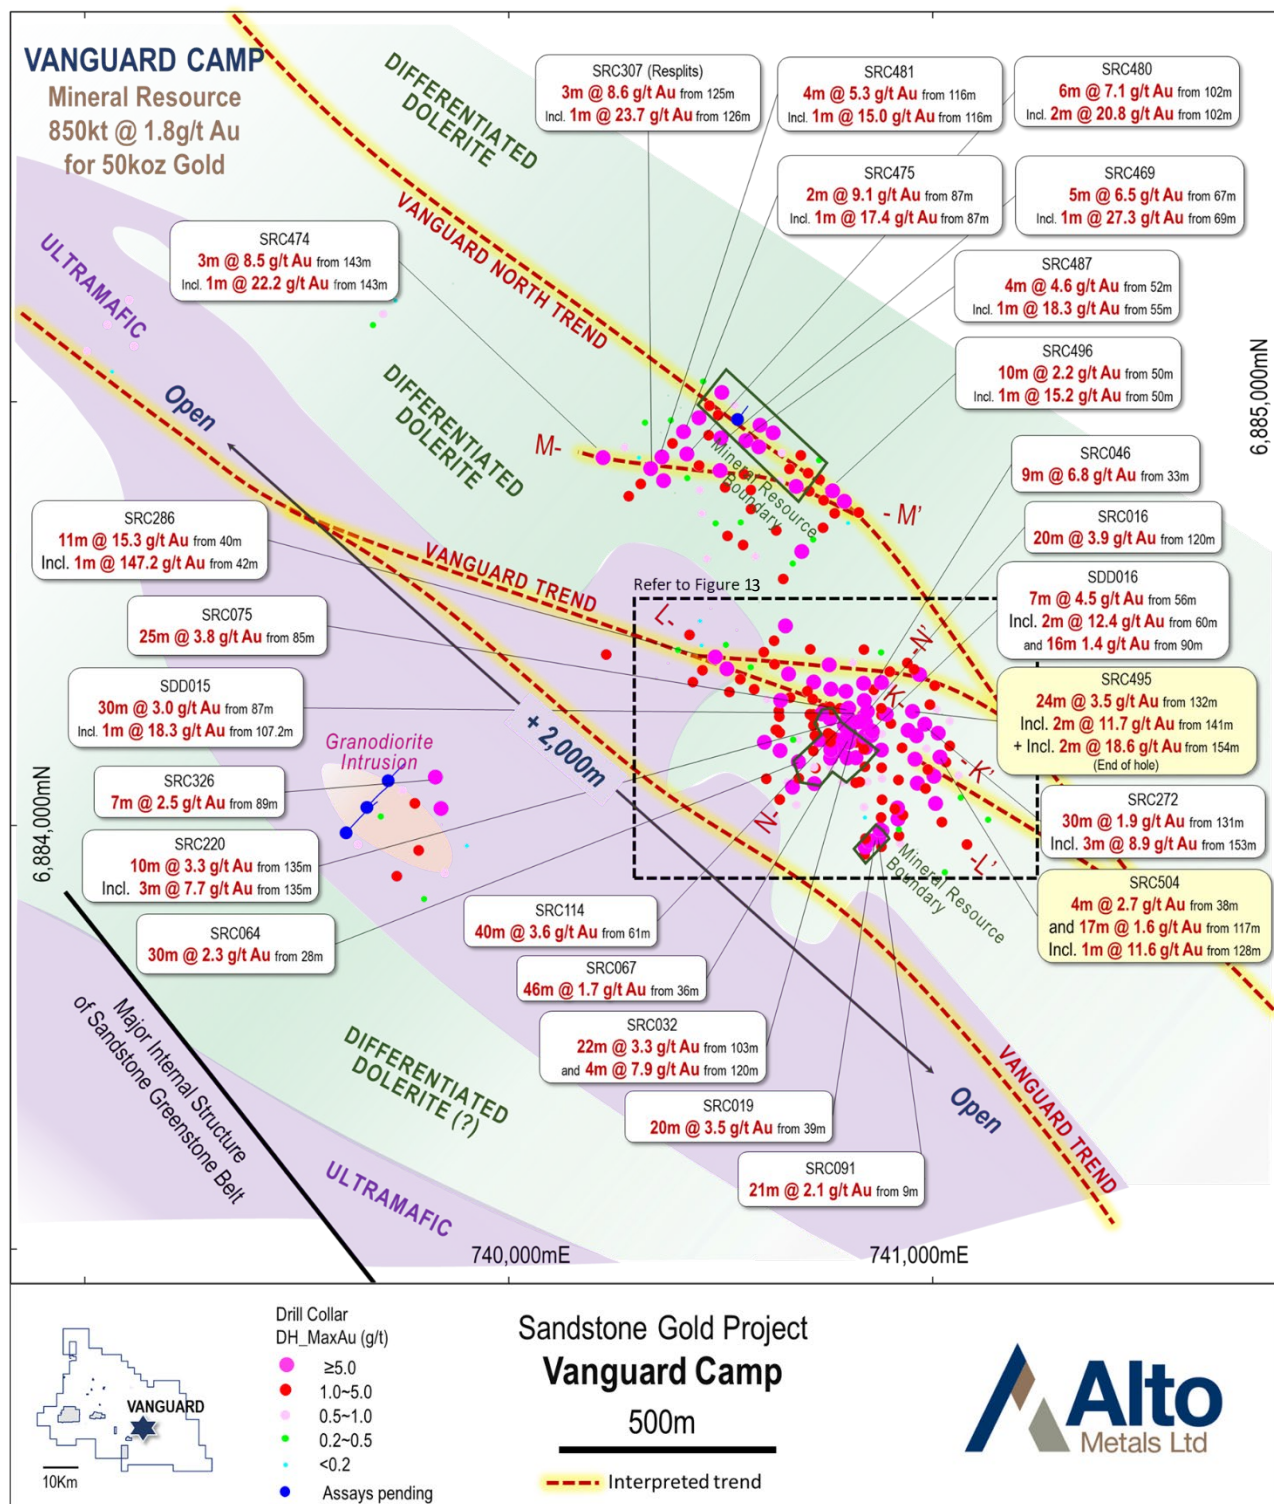 VANGUARD CAMP
Mineral Resource
850kt @ 1.8g/t Au
for 50koz Gold
DIFFERENTIATED
DOLERITE
SRC307 (Resplits)
3m @ 8.6 g/t Au from 125m
Incl. 1m @ 23.7 g/t Au from 126m
SRC481
4m @ 5.3 g/t Au from 116m
Incl. 1m @ 15.0 g/t Au from 116m
SRC480
6m @ 7.1 g/t Au from 102m
Incl. 2m @ 20.8 g/t Au from 102m
SRC475
2m @ 9.1 g/t Au from 87m
Incl. 1m @ 17.4 g/t Au from 87m
SRC469
5m @ 6.5 g/t Au from 67m
Incl. 1m @ 27.3 g/t Au from 69m
SRC474
3m @ 8.5 g/t Au from 143m
Incl. 1m @ 22.2 g/t Au from 143m
SRC487
4m @ 4.6 g/t Au from 52m
Incl. 1m @ 18.3 g/t Au from 55m
SRC496
10m @ 2.2 g/t Au from 50m
Incl. 1m @ 15.2 g/t Au from 50m
ULTRAMAFIC
VANGUARD NORTH TREND
6,885,000mN
Open
DIFFERENTIATED
DOLERITE
M-
- M'
Mineral Resource
Boundary
SRC046
9m @ 6.8 g/t Au from 33m
SRC016
20m @ 3.9 g/t Au from 120m
SRC286
11m @ 15.3 g/t Au from 40m
Incl. 1m @ 147.2 g/t Au from 42m
VANGUARD TREND
Refer to Figure 13
SDD016
7m @ 4.5 g/t Au from 56m
Incl. 2m @ 12.4 g/t Au from 60m
and 16m 1.4 g/t Au from 90m
SRC075
25m @ 3.8 g/t Au from 85m
L-
-N'
K-
SRC495
24m @ 3.5 g/t Au from 132m
Incl. 2m @ 11.7 g/t Au from 141m
+ Incl. 2m @ 18.6 g/t Au from 154m
(End of hole)
SDD015
30m @ 3.0 g/t Au from 87m
Incl. 1m @ 18.3 g/t Au from 107.2m
+ 2,000m
Granodiorite
Intrusion
- K'
SRC326
7m @ 2.5 g/t Au from 89m
SRC272
30m @ 1.9 g/t Au from 131m
Incl. 3m @ 8.9 g/t Au from 153m
6,884,000mN
N-
SRC220
10m @ 3.3 g/t Au from 135m
Incl. 3m @ 7.7 g/t Au from 135m
-L'
Mineral Resource
Boundary
SRC504
4m @ 2.7 g/t Au from 38m
and 17m @ 1.6 g/t Au from 117m
Incl. 1m @ 11.6 g/t Au from 128m
SRC064
30m @ 2.3 g/t Au from 28m
SRC114
40m @ 3.6 g/t Au from 61m
SRC067
46m @ 1.7 g/t Au from 36m
SRC032
22m @ 3.3 g/t Au from 103m
and 4m @ 7.9 g/t Au from 120m
SRC019
20m @ 3.5 g/t Au from 39m
SRC091
21m @ 2.1 g/t Au from 9m
Open
VANGUARD TREND
Major Internal Structure
of Sandstone Greenstone Belt
DIFFERENTIATED
DOLERITE (?)
ULTRAMAFIC
740,000mE
741,000mE
VANGUARD
10Km
Drill Collar
DH_MaxAu (g/t)
≥5.0
1.0~5.0
0.5~1.0
0.2~0.5
<0.2
Assays pending
Sandstone Gold Project
Vanguard Camp
500m
Interpreted trend
Alto
Metals Ltd